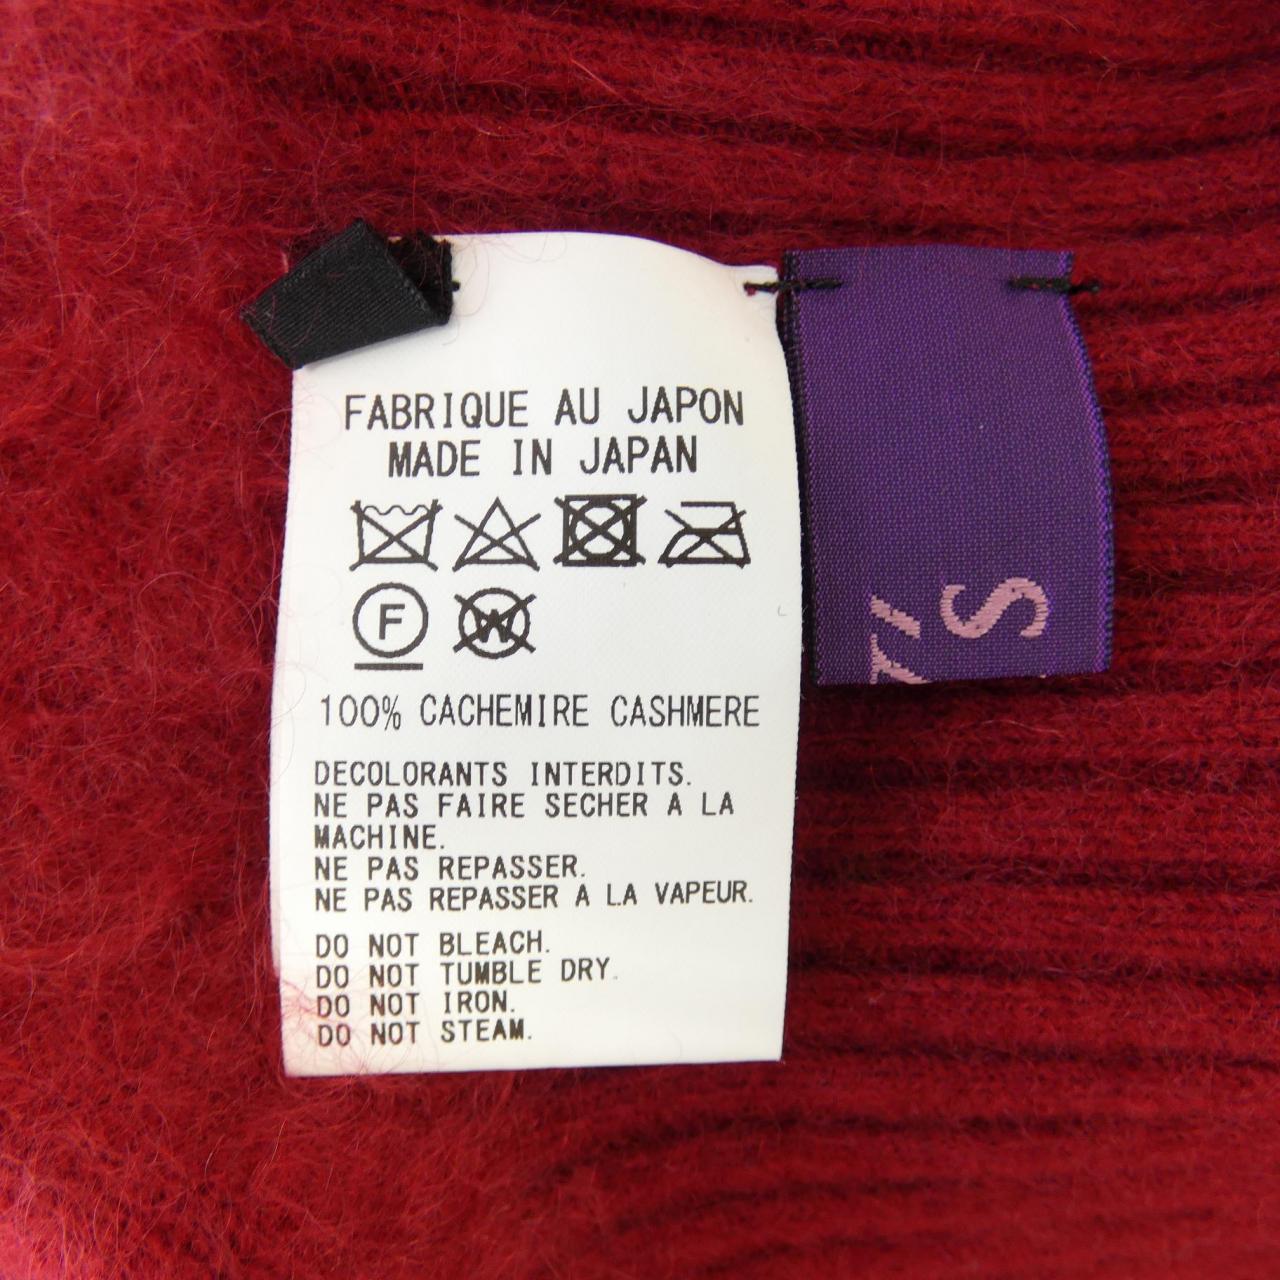 FABRIQUE AU JAPON
MADE IN JAPAN
F
W
100% CACHEMIRE CASHMERE
DECOLORANTS INTERDITS.
NE PAS FAIRE SECHER A LA
MACHINE.
NE PAS REPASSER.
NE PAS REPASSER A LA VAPEUR.
DO NOT BLEACH.
DO NOT TUMBLE DRY.
DO NOT IRON.
DO NOT STEAM.
S